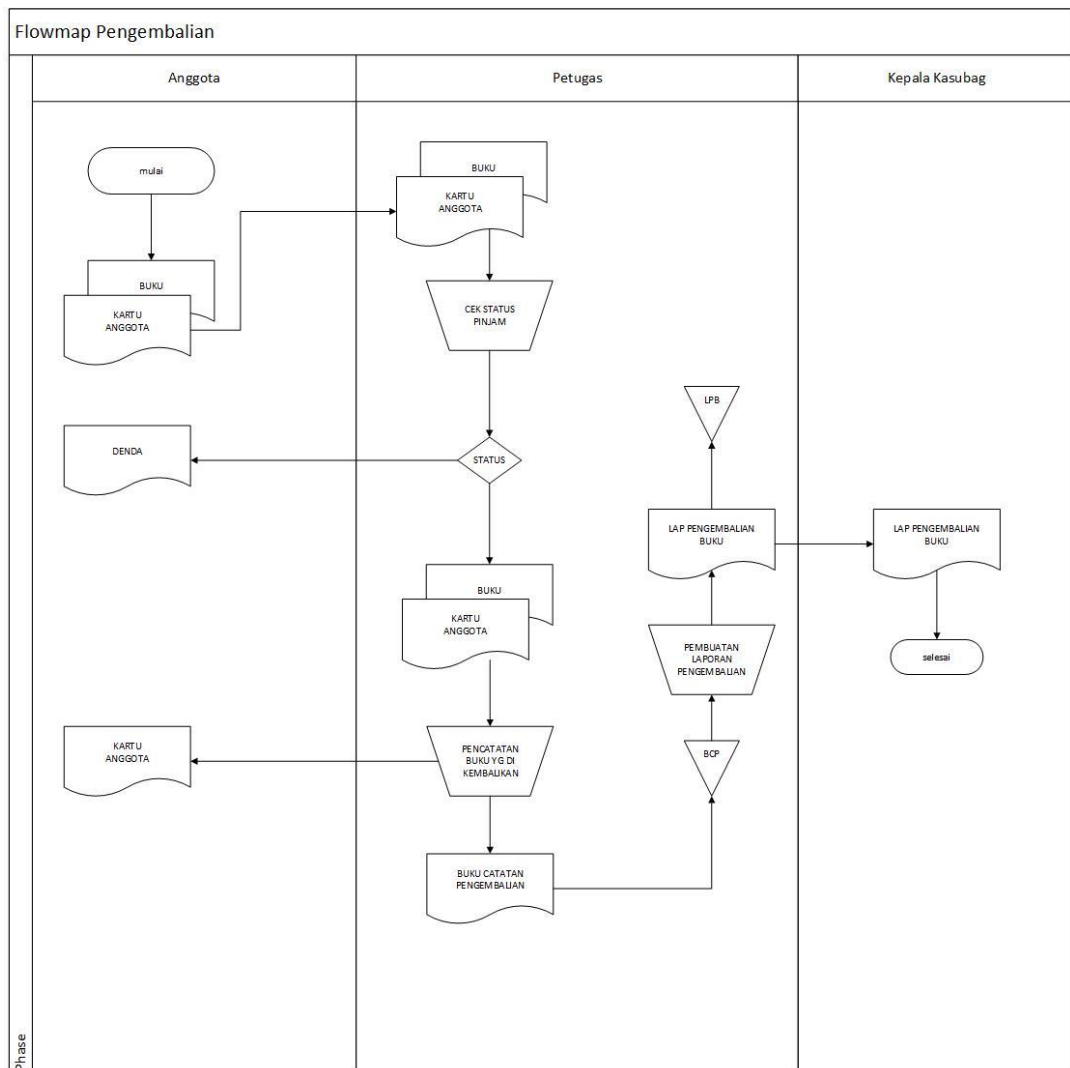 Flowmap Pengembalian
Anggota
Petugas
Kepala Kasubag
Phase
mulai
BUKU
KARTU
ANGGOTA
BUKU
KARTU
ANGGOTA
CEK STATUS
PINJAM
STATUS
DENDA
BUKU
KARTU
ANGGOTA
PENCATATAN
BUKU YG DI
KEMBALIKAN
KARTU
ANGGOTA
BUKU CATATAN
PENGEMBALIAN
BCP
PEMBUATAN
LAPORAN
PENGEMBALIAN
LAP PENGEMBALIAN
BUKU
LPB
LAP PENGEMBALIAN
BUKU
selesai